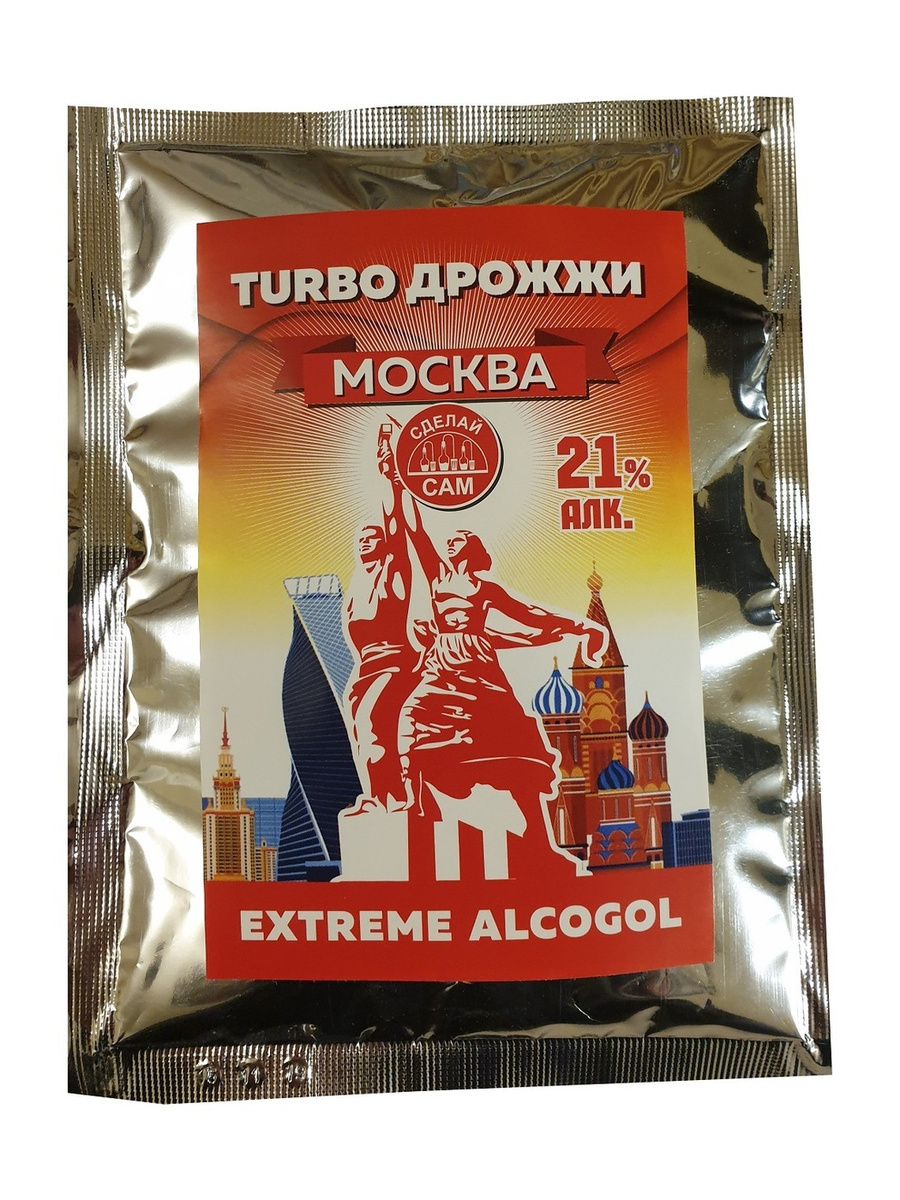 TURBO ДРОЖЖИ
МОСКВА
СДЕЛАЙ
САМ
21%
АЛК.
EXTREME ALCOGOL